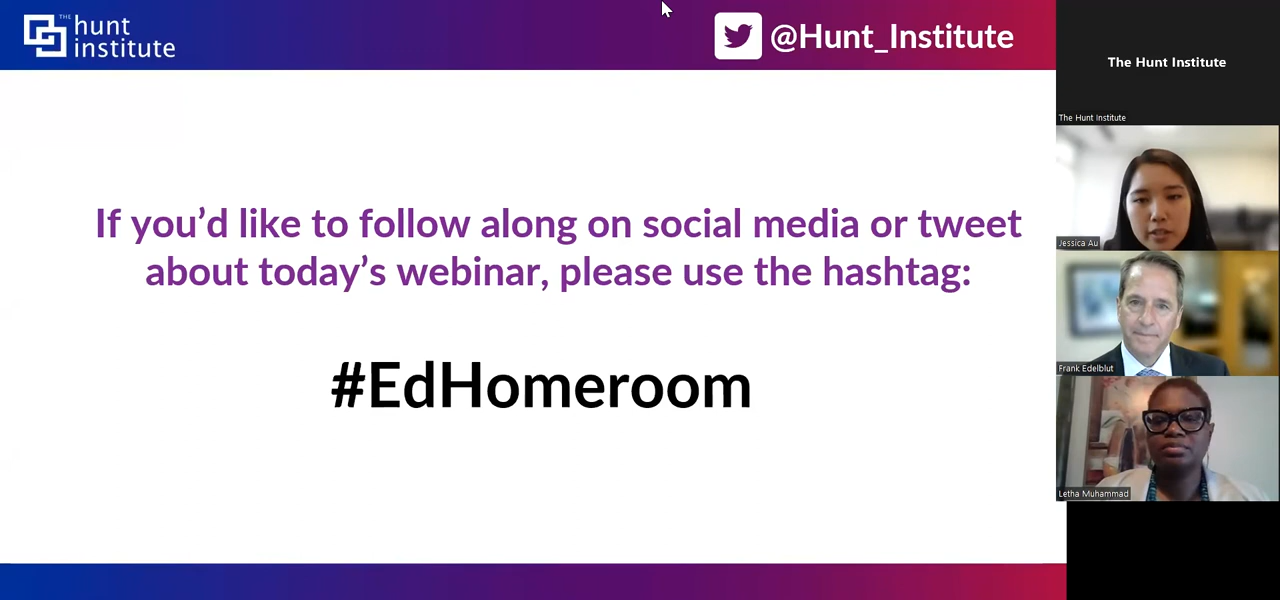 THE
hunt
institute
@Hunt_Institute
If you’d like to follow along on social media or tweet
about today’s webinar, please use the hashtag:
#EdHomeroom
The Hunt Institute
The Hunt Institute
Jessica Au
Frank Edelblut
Letha Muhammad